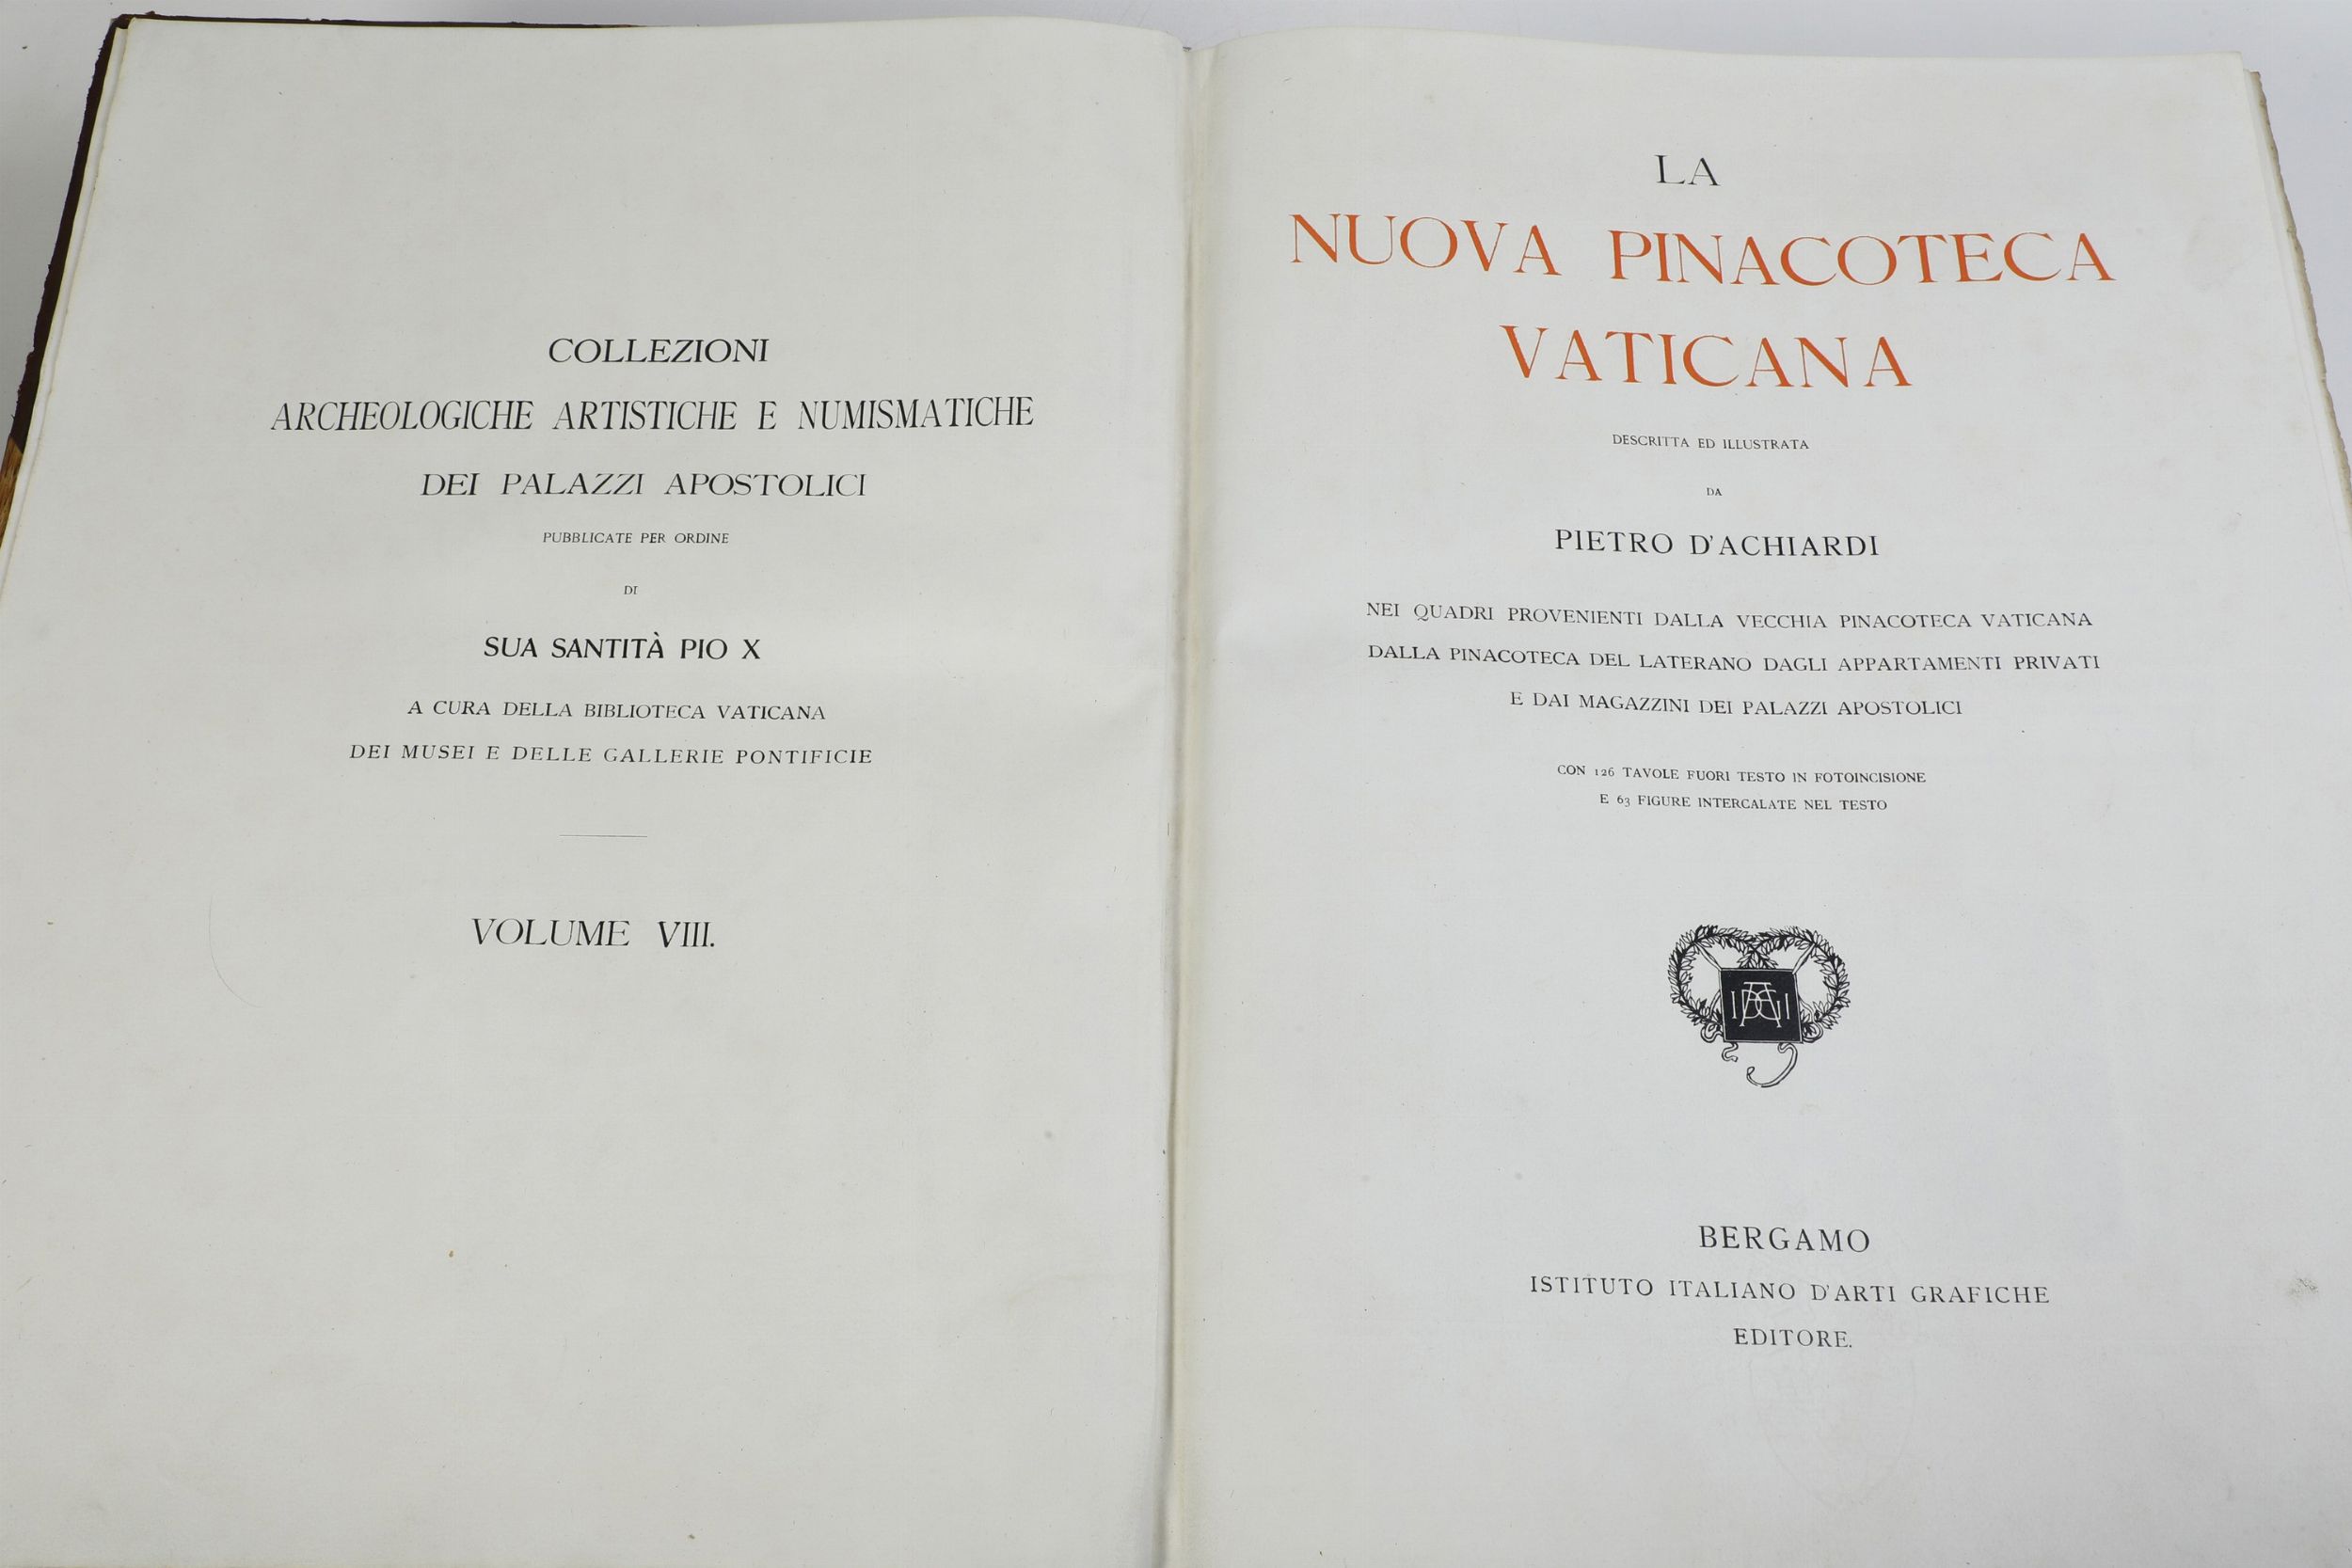 COLLEZIONI
ARCHEOLOGICHE ARTISTICHE E NUMISMATICHE
DEI PALAZZI APOSTOLICI
PUBBLICATE PER ORDINE
DI
SUA SANTITÀ PIO X
A CURA DELLA BIBLIOTECA VATICANA
DEI MUSEI E DELLE GALLERIE PONTIFICIE
VOLUME VIII.
LA
NUOVA PINACOTECA
VATICANA
DESCRITTA ED ILLUSTRATA
DA
PIETRO D'ACHIARDI
NEI QUADRI PROVENIENTI DALLA VECCHIA PINACOTECA VATICANA
DALLA PINACOTECA DEL LATERANO DAGLI APPARTAMENTI PRIVATI
E DAI MAGAZZINI DEI PALAZZI APOSTOLICI
CON 126 TAVOLE FUORI TESTO IN FOTOINCISIONE
E 63 FIGURE INTERCALATE NEL TESTO
BERGAMO
ISTITUTO ITALIANO D'ARTI GRAFICHE
EDITORE.